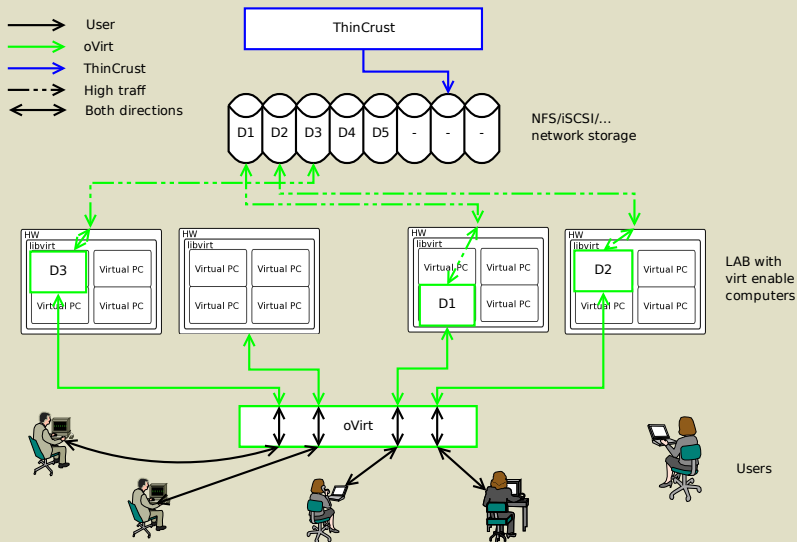 ThinCrust
User
oVirt
ThinCrust
High traff
Both directions
D1 D2 D3 D4 D5 - - -
NFS/iSCSI/...
network storage
HW
libvirt
D3
Virtual PC
Virtual PC
Virtual PC
Virtual PC
Virtual PC
Virtual PC
Virtual PC
HW
libvirt
Virtual PC
Virtual PC
D1
Virtual PC
HW
libvirt
D2
Virtual PC
Virtual PC
Virtual PC
LAB with
virt enable
computers
oVirt
Users